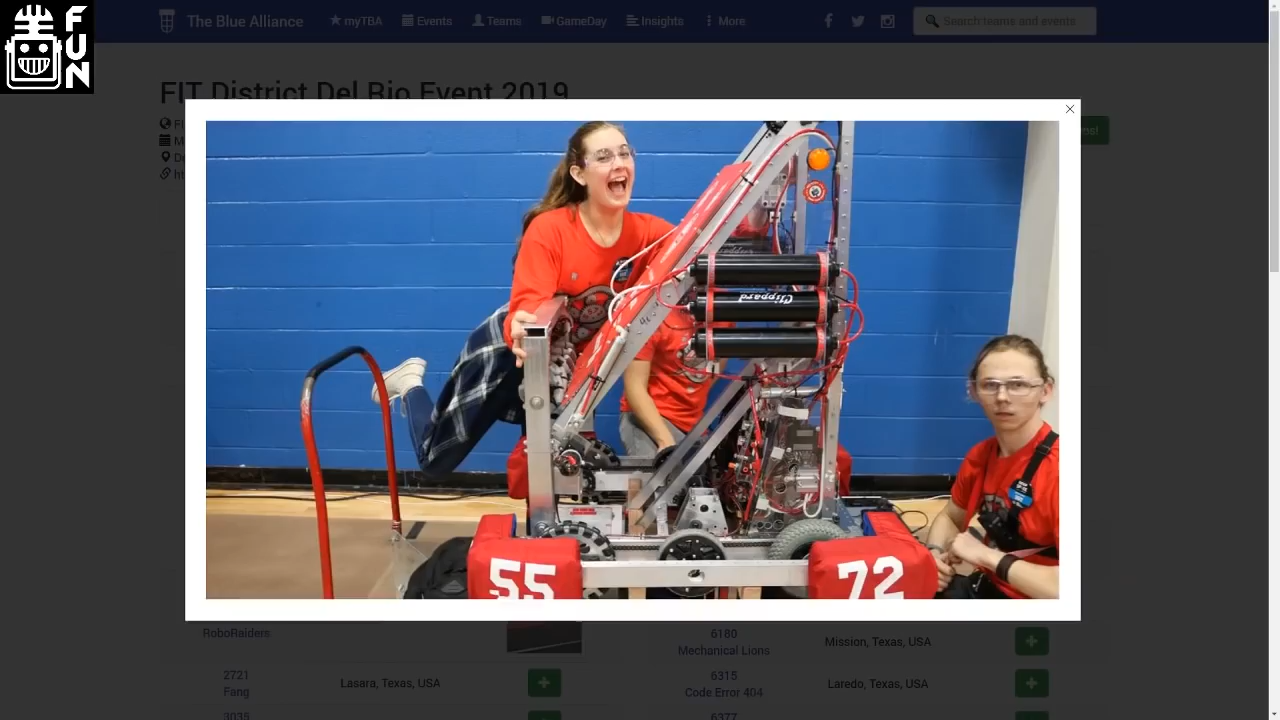 FUN
The Blue Alliance
myTBA
Events
Teams
GameDay
Insights
More
Search teams and events
FIT District Del Rio Event 2019
Clippard
55
72
RoboRaiders
6180
Mechanical Lions
Mission, Texas, USA
2721
Fang
Lasara, Texas, USA
6315
Code Error 404
Laredo, Texas, USA
3035
6377